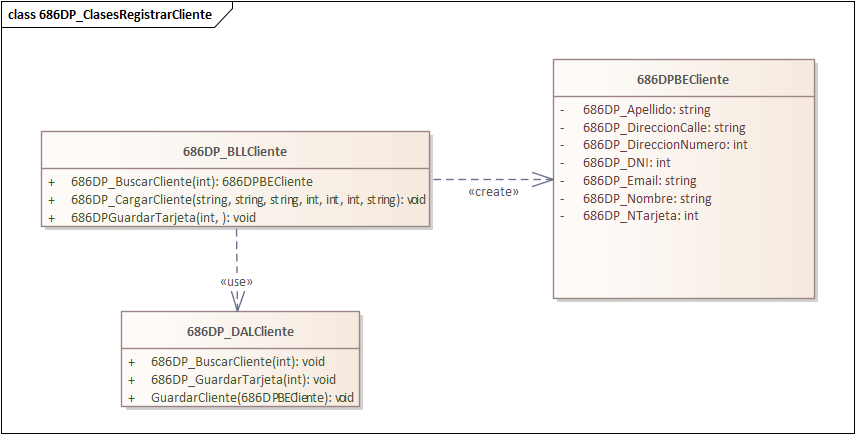 class 686DP_ClasesRegistrarCliente
686DPBECliente
- 686DP_Apellido: string
- 686DP_DireccionCalle: string
- 686DP_DireccionNumero: int
- 686DP_DNI: int
- 686DP_Email: string
- 686DP_Nombre: string
- 686DP_NTarjeta: int
686DP_BLLCliente
+ 686DP_BuscarCliente(int): 686DPBECliente
+ 686DP_CargarCliente(string, string, string, int, int, int, string): void
+ 686DPGuardarTarjeta(int, ): void
«create»
«use»
686DP_DALCliente
+ 686DP_BuscarCliente(int): void
+ 686DP_GuardarTarjeta(int): void
+ GuardarCliente(686DPBECliente): void